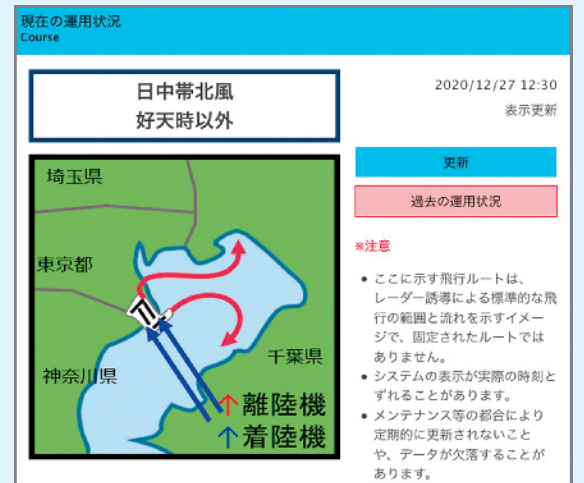 現在の運用状況
Course
日中帯北風
好天時以外
2020/12/27 12:30
表示更新
更新
過去の運用状況
埼玉県
東京都
神奈川県
千葉県
↑離陸機
↑着陸機
※注意
• ここに示す飛行ルートは、
レーダー誘導による標準的な飛
行の範囲と流れを示すイメー
ジで、固定されたルートでは
ありません。
• システムの表示が実際の時刻と
ずれることがあります。
• メンテナンス等の都合により
定期的に更新されないこと
や、データが欠落することが
あります。